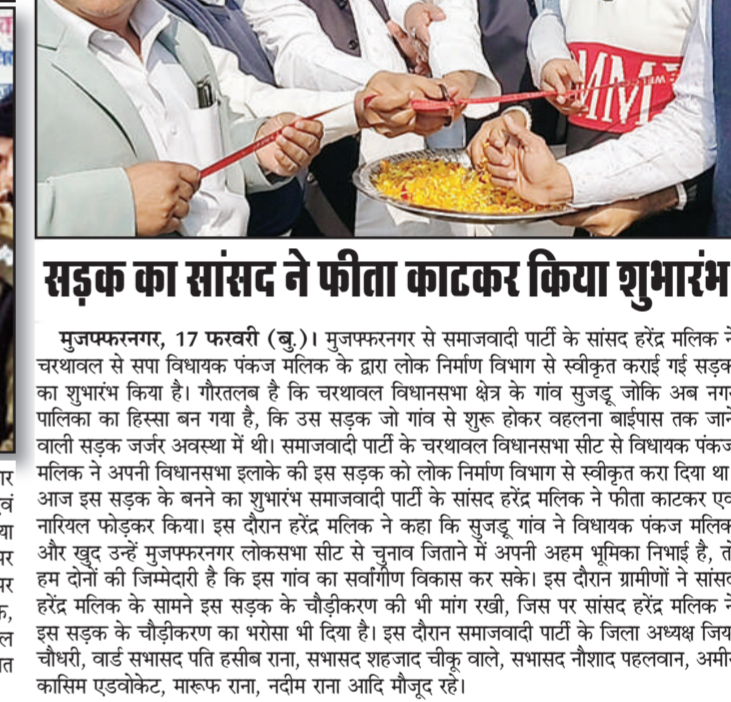 सड़क का सांसद ने फीता काटकर किया शुभारंभ
मुजफ्फरनगर, 17 फरवरी (बु.)। मुजफ्फरनगर से समाजवादी पार्टी के सांसद हरेंद्र मलिक ने
चरथावल से सपा विधायक पंकज मलिक के द्वारा लोक निर्माण विभाग से स्वीकृत कराई गई सड़क
का शुभारंभ किया है। गौरतलब है कि चरथावल विधानसभा क्षेत्र के गांव सुजडू जोकि अब नगर
पालिका का हिस्सा बन गया है, कि उस सड़क जो गांव से शुरू होकर वहलना बाईपास तक जाने
वाली सड़क जर्जर अवस्था में थी। समाजवादी पार्टी के चरथावल विधानसभा सीट से विधायक पंकज
मलिक ने अपनी विधानसभा इलाके की इस सड़क को लोक निर्माण विभाग से स्वीकृत करा दिया था
आज इस सड़क के बनने का शुभारंभ समाजवादी पार्टी के सांसद हरेंद्र मलिक ने फीता काटकर एवं
नारियल फोड़कर किया। इस दौरान हरेंद्र मलिक ने कहा कि सुजडू गांव ने विधायक पंकज मलिक
और खुद उन्हें मुजफ्फरनगर लोकसभा सीट से चुनाव जिताने में अपनी अहम भूमिका निभाई है, तो
हम दोनों की जिम्मेदारी है कि इस गांव का सर्वांगीण विकास कर सके। इस दौरान ग्रामीणों ने सांसद
हरेंद्र मलिक के सामने इस सड़क के चौड़ीकरण की भी मांग रखी, जिस पर सांसद हरेंद्र मलिक ने
इस सड़क के चौड़ीकरण का भरोसा भी दिया है। इस दौरान समाजवादी पार्टी के जिला अध्यक्ष जिया
चौधरी, वार्ड सभासद पति हसीब राना, सभासद शहजाद चीकू वाले, सभासद नौशाद पहलवान, अमीर
कासिम एडवोकेट, मारूफ राना, नदीम राना आदि मौजूद रहे।